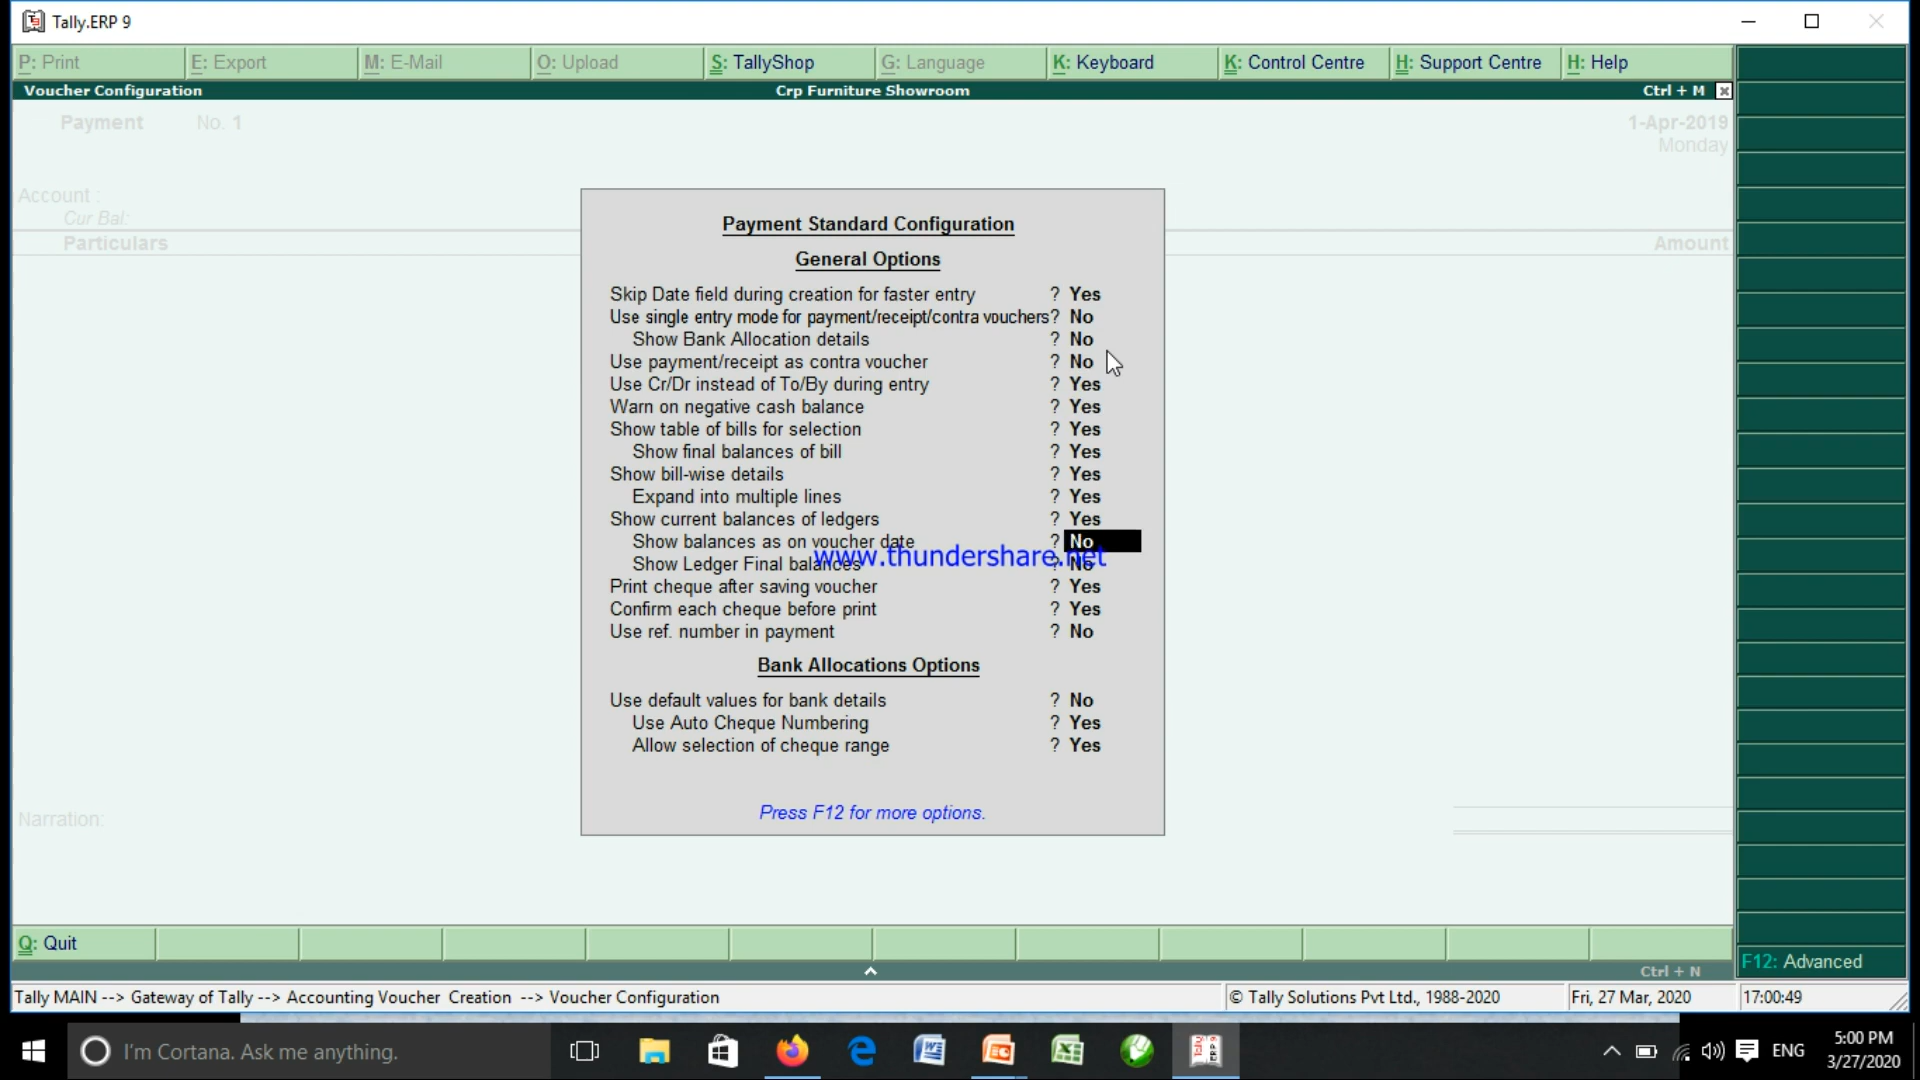 Tally.ERP 9
P: Print E: Export M: E-Mail O: Upload S: TallyShop G: Language K: Keyboard K: Control Centre H: Support Centre H: Help
Voucher Configuration Crp Furniture Showroom Ctrl + M
Payment No. 1 1-Apr-2019
Monday
Account :
Cur Bal:
Particulars Amount
Payment Standard Configuration
General Options
Skip Date field during creation for faster entry ? Yes
Use single entry mode for payment/receipt/contra vouchers? No
Show Bank Allocation details ? No
Use payment/receipt as contra voucher ? No
Use Cr/Dr instead of To/By during entry ? Yes
Warn on negative cash balance ? Yes
Show table of bills for selection ? Yes
Show final balances of bill ? Yes
Show bill-wise details ? Yes
Expand into multiple lines ? Yes
Show current balances of ledgers ? Yes
Show balances as on voucher date ? No
www.thundershare.net
Show Ledger Final balances ? No
Print cheque after saving voucher ? Yes
Confirm each cheque before print ? Yes
Use ref. number in payment ? No
Bank Allocations Options
Use default values for bank details ? No
Use Auto Cheque Numbering ? Yes
Allow selection of cheque range ? Yes
Press F12 for more options.
Narration:
Q: Quit
F12: Advanced
Ctrl + N
Tally MAIN --> Gateway of Tally --> Accounting Voucher Creation --> Voucher Configuration © Tally Solutions Pvt Ltd., 1988-2020 Fri, 27 Mar, 2020 17:00:49
I'm Cortana. Ask me anything. ENG 5:00 PM
3/27/2020